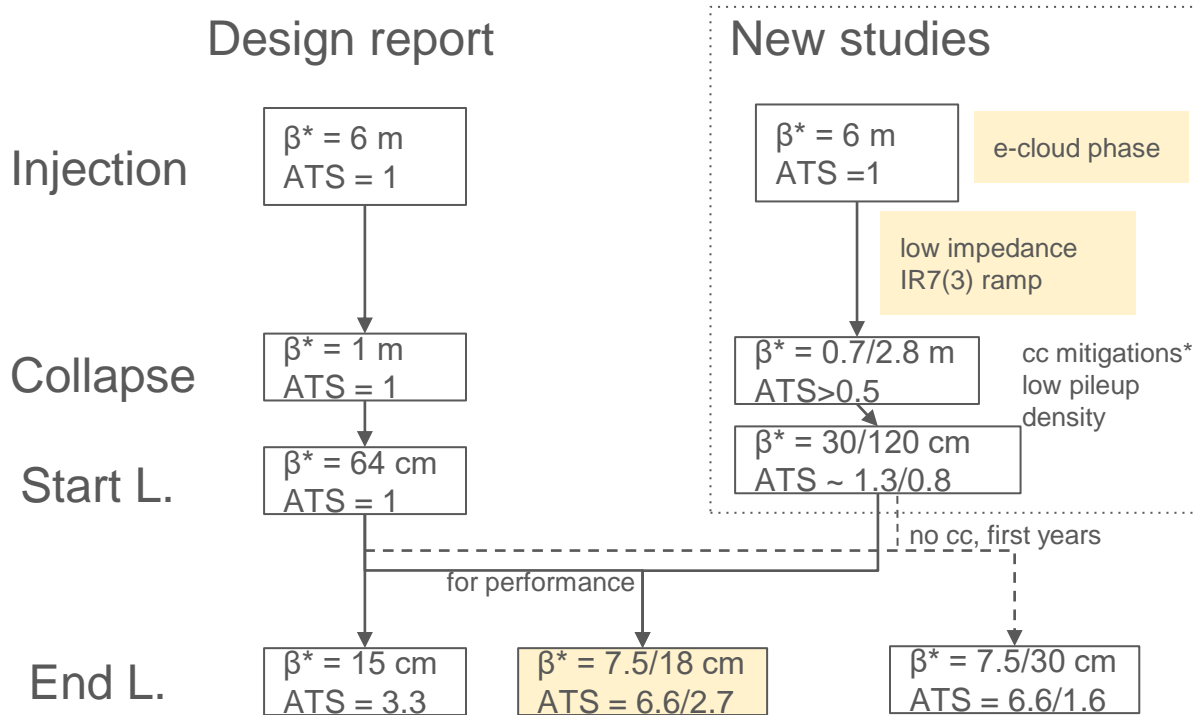 Design report
New studies
Injection
β* = 6 m
ATS = 1
β* = 6 m
ATS =1
e-cloud phase
low impedance
IR7(3) ramp
Collapse
β* = 1 m
ATS = 1
β* = 0.7/2.8 m
ATS>0.5
cc mitigations*
low pileup
density
Start L.
β* = 64 cm
ATS = 1
β* = 30/120 cm
ATS ~ 1.3/0.8
no cc, first years
for performance
End L.
β* = 15 cm
ATS = 3.3
β* = 7.5/18 cm
ATS = 6.6/2.7
β* = 7.5/30 cm
ATS = 6.6/1.6